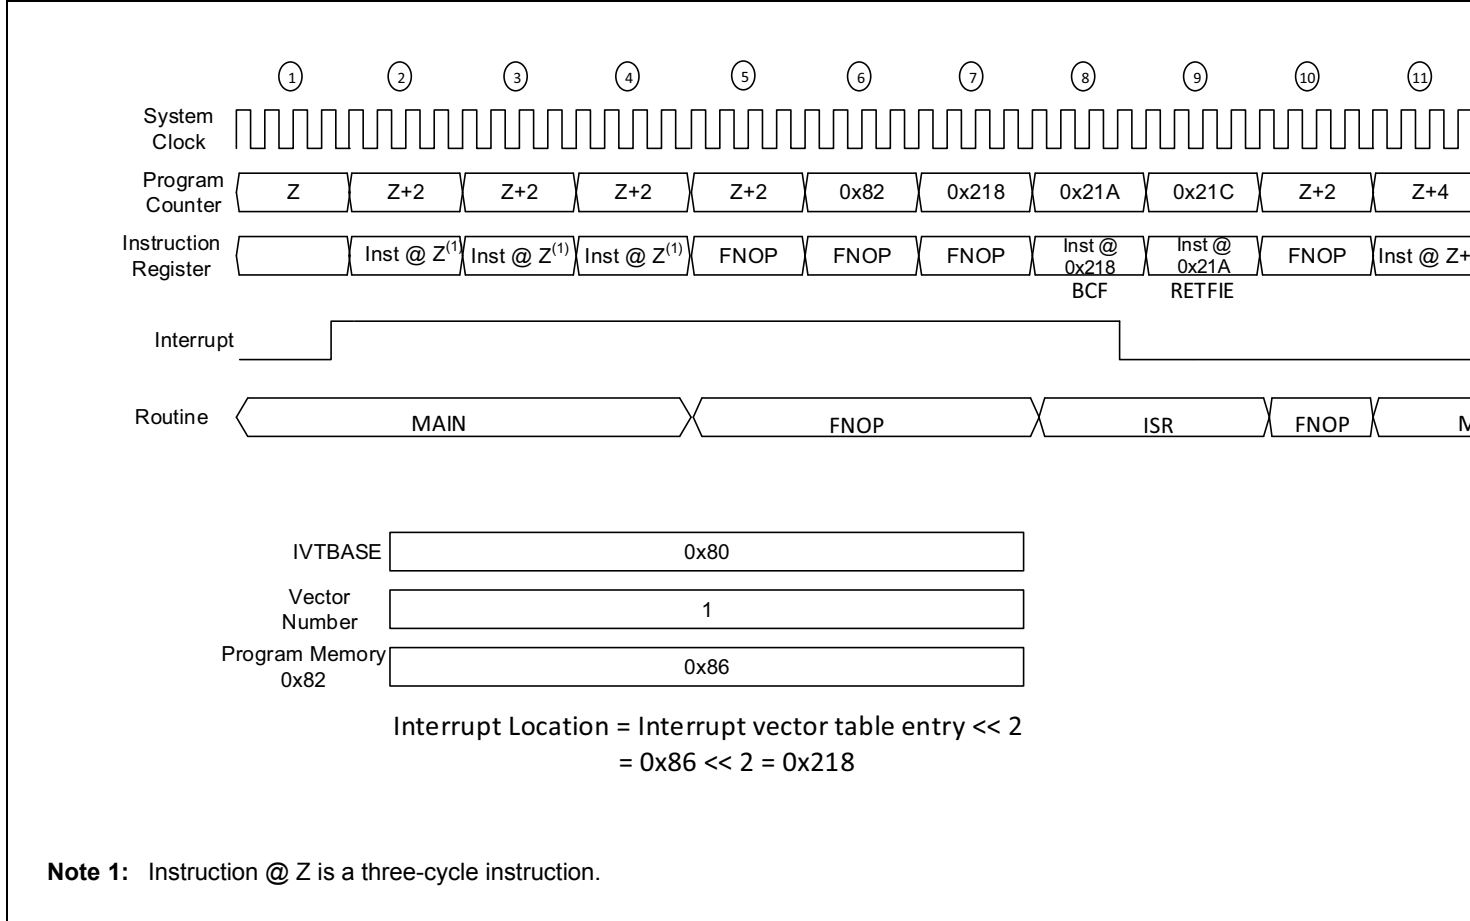 1 2 3 4 5 6 7 8 9 10 11
System
Clock
Program
Counter
Z Z+2 Z+2 Z+2 Z+2 0x82 0x218 0x21A 0x21C Z+2 Z+4
Instruction
Register
Inst @ Z(1) Inst @ Z(1) Inst @ Z(1) FNOP FNOP FNOP Inst @ 0x218 Inst @ 0x21A FNOP Inst @ Z+
BCF RETFIE
Interrupt
Routine
MAIN FNOP ISR FNOP
IVTBASE 0x80
Vector
Number
1
Program Memory
0x82
0x86
Interrupt Location = Interrupt vector table entry << 2
= 0x86 << 2 = 0x218
Note 1: Instruction @ Z is a three-cycle instruction.